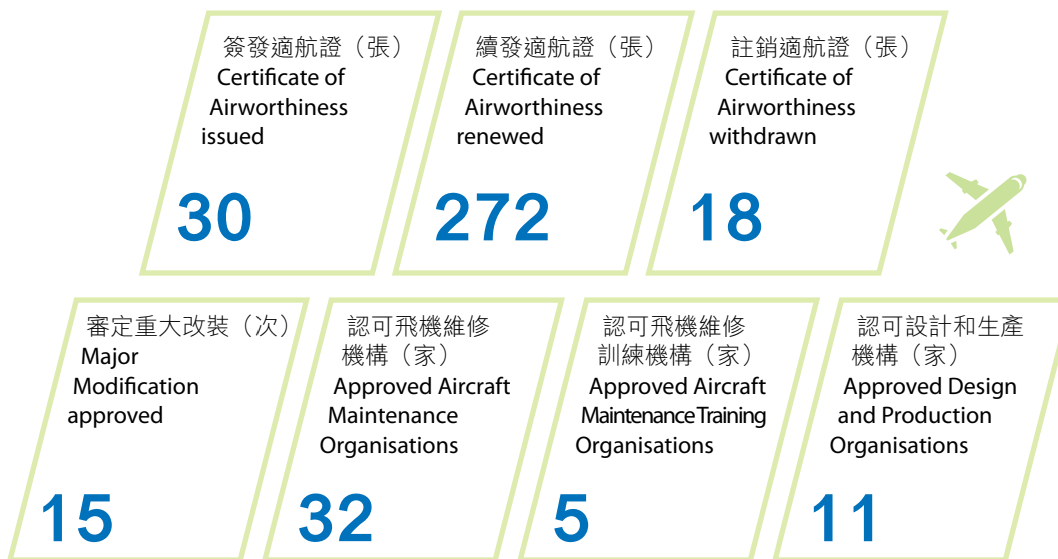 簽發適航證（張）
Certificate of
Airworthiness
issued
30
續發適航證（張）
Certificate of
Airworthiness
renewed
272
註銷適航證（張）
Certificate of
Airworthiness
withdrawn
18
審定重大改裝（次）
Major
Modification
approved
15
認可飛機維修
機構（家）
Approved Aircraft
Maintenance
Organisations
32
認可飛機維修
訓練機構（家）
Approved Aircraft
Maintenance Training
Organisations
5
認可設計和生產
機構（家）
Approved Design
and Production
Organisations
11